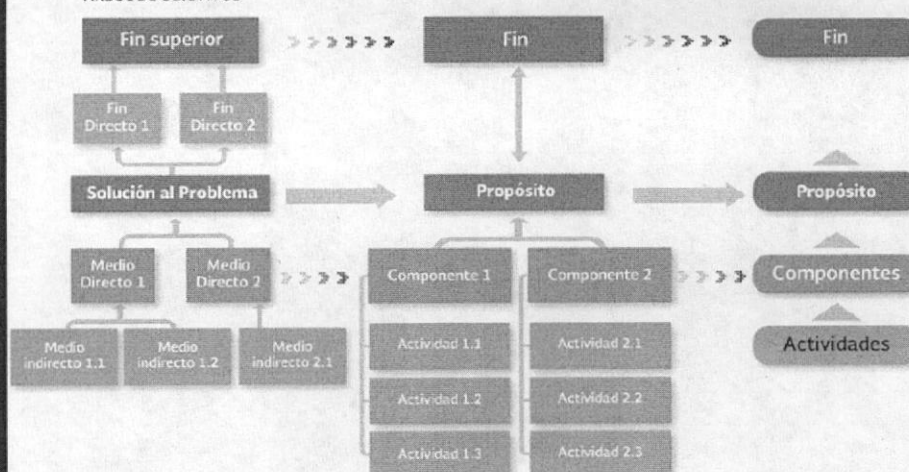 Fin superior
Fin
Fin
Fin
Directo 1
Fin
Directo 2
Solución al Problema
Propósito
Propósito
Medio
Directo 1
Medio
Directo 2
Componente 1
Componente 2
Componentes
Medio
indirecto 1.1
Medio
indirecto 1.2
Medio
indirecto 2.1
Actividad 1.1
Actividad 2.1
Actividades
Actividad 1.2
Actividad 2.2
Actividad 1.3
Actividad 2.3